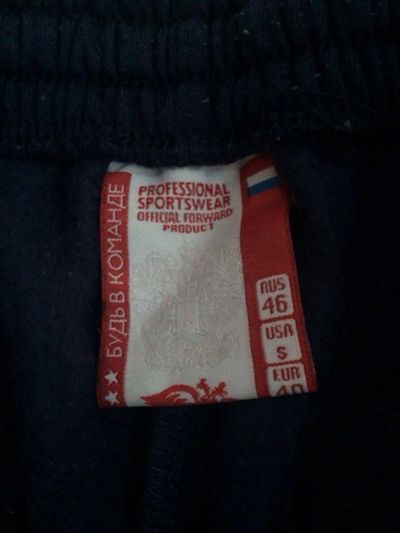 PROFESSIONAL
SPORTSWEAR
OFFICIAL FORWARD
PRODUCT
БУДЬ В КОМАНДЕ
RUS
46
USA
S
EUR